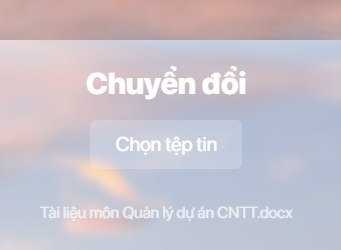 Chuyển đổi
Chọn tệp tin
Tài liệu môn Quản lý dự án CNTT.docx